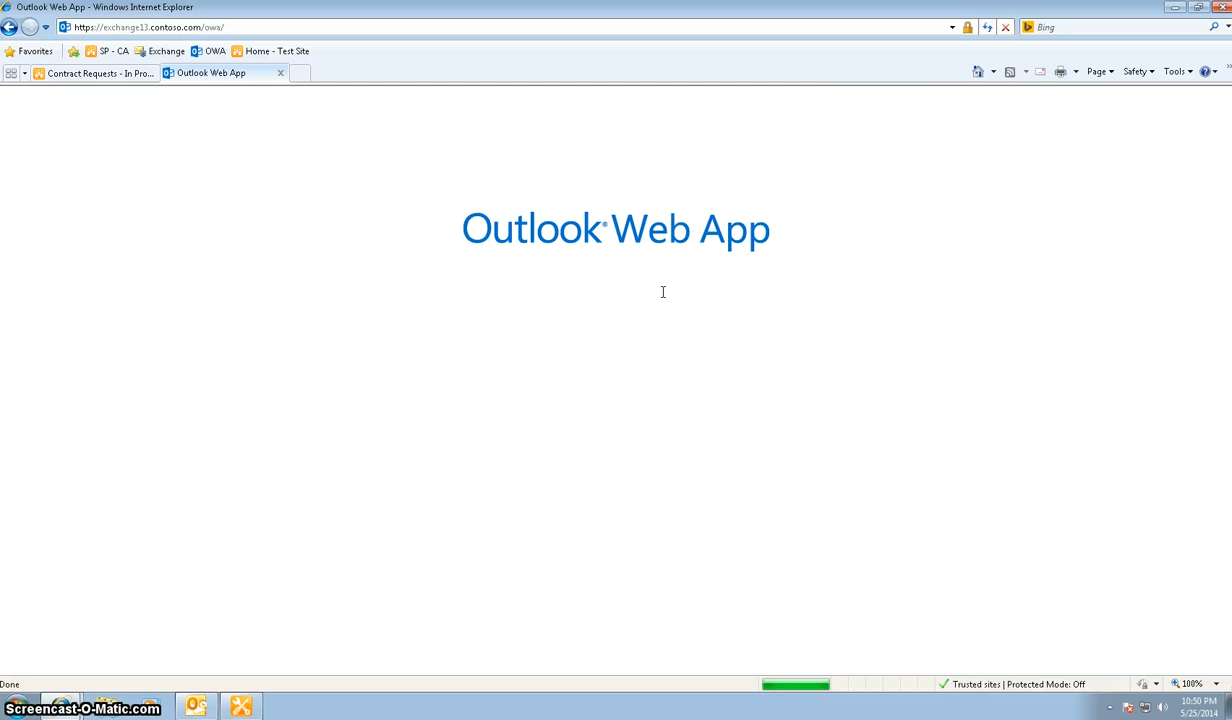 Outlook Web App - Windows Internet Explorer
https://exchange13.contoso.com/owa/
Bing
Favorites SP - CA Exchange OWA Home - Test Site
Contract Requests - In Pro... Outlook Web App x
Page Safety Tools
Outlook® Web App
Done Trusted sites | Protected Mode: Off 100%
Screencast-O-Matic.com
10:50 PM
5/25/2014